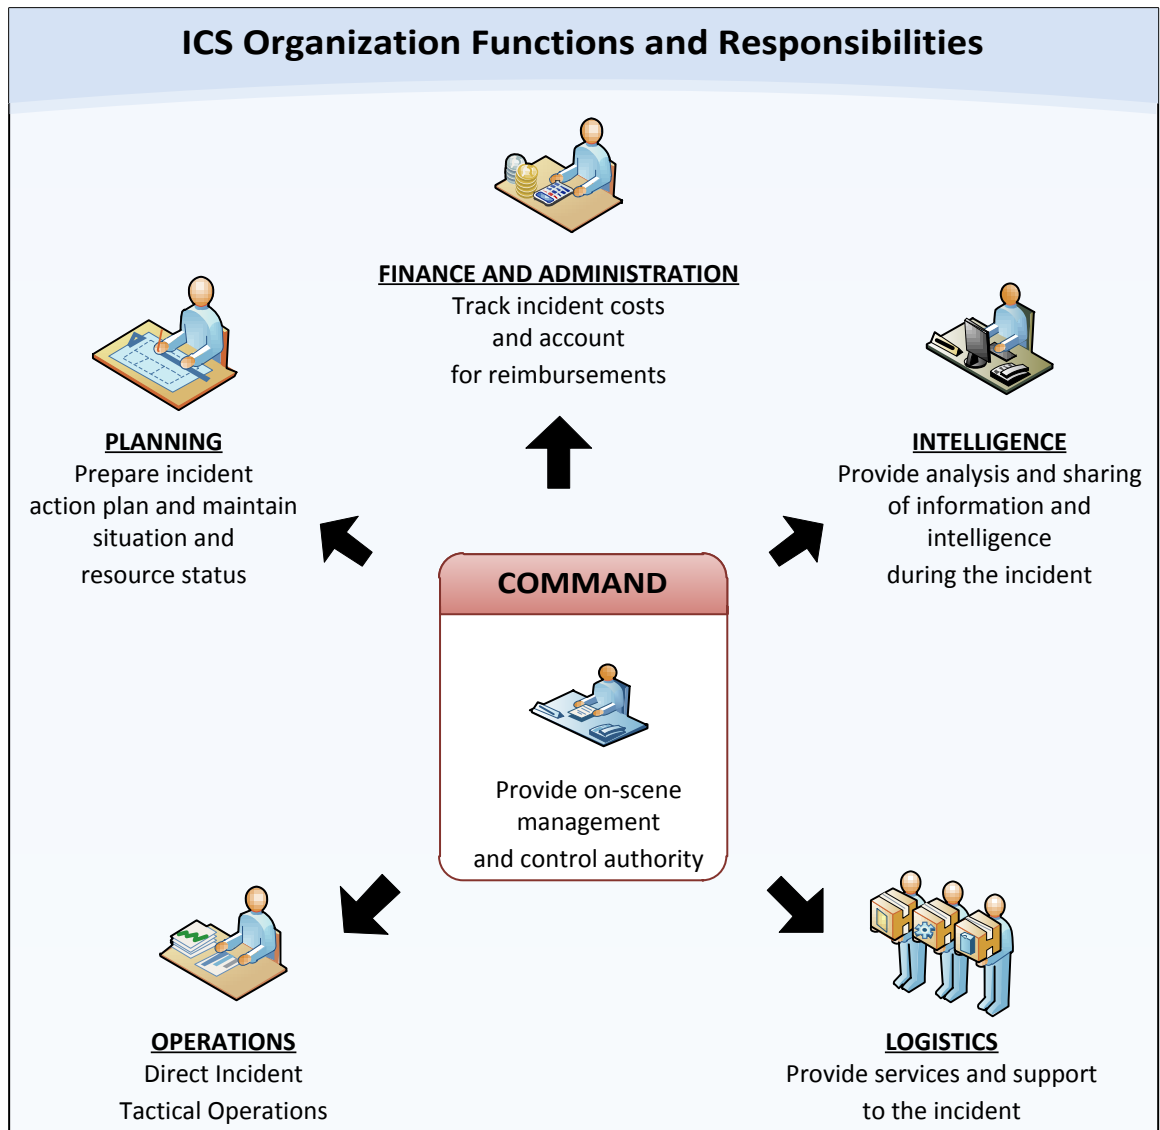 ICS Organization Functions and Responsibilities
FINANCE AND ADMINISTRATION
Track incident costs
and account
for reimbursements
PLANNING
Prepare incident
action plan and maintain
situation and
resource status
INTELLIGENCE
Provide analysis and sharing
of information and
intelligence
during the incident
COMMAND
Provide on-scene
management
and control authority
OPERATIONS
Direct Incident
Tactical Operations
LOGISTICS
Provide services and support
to the incident